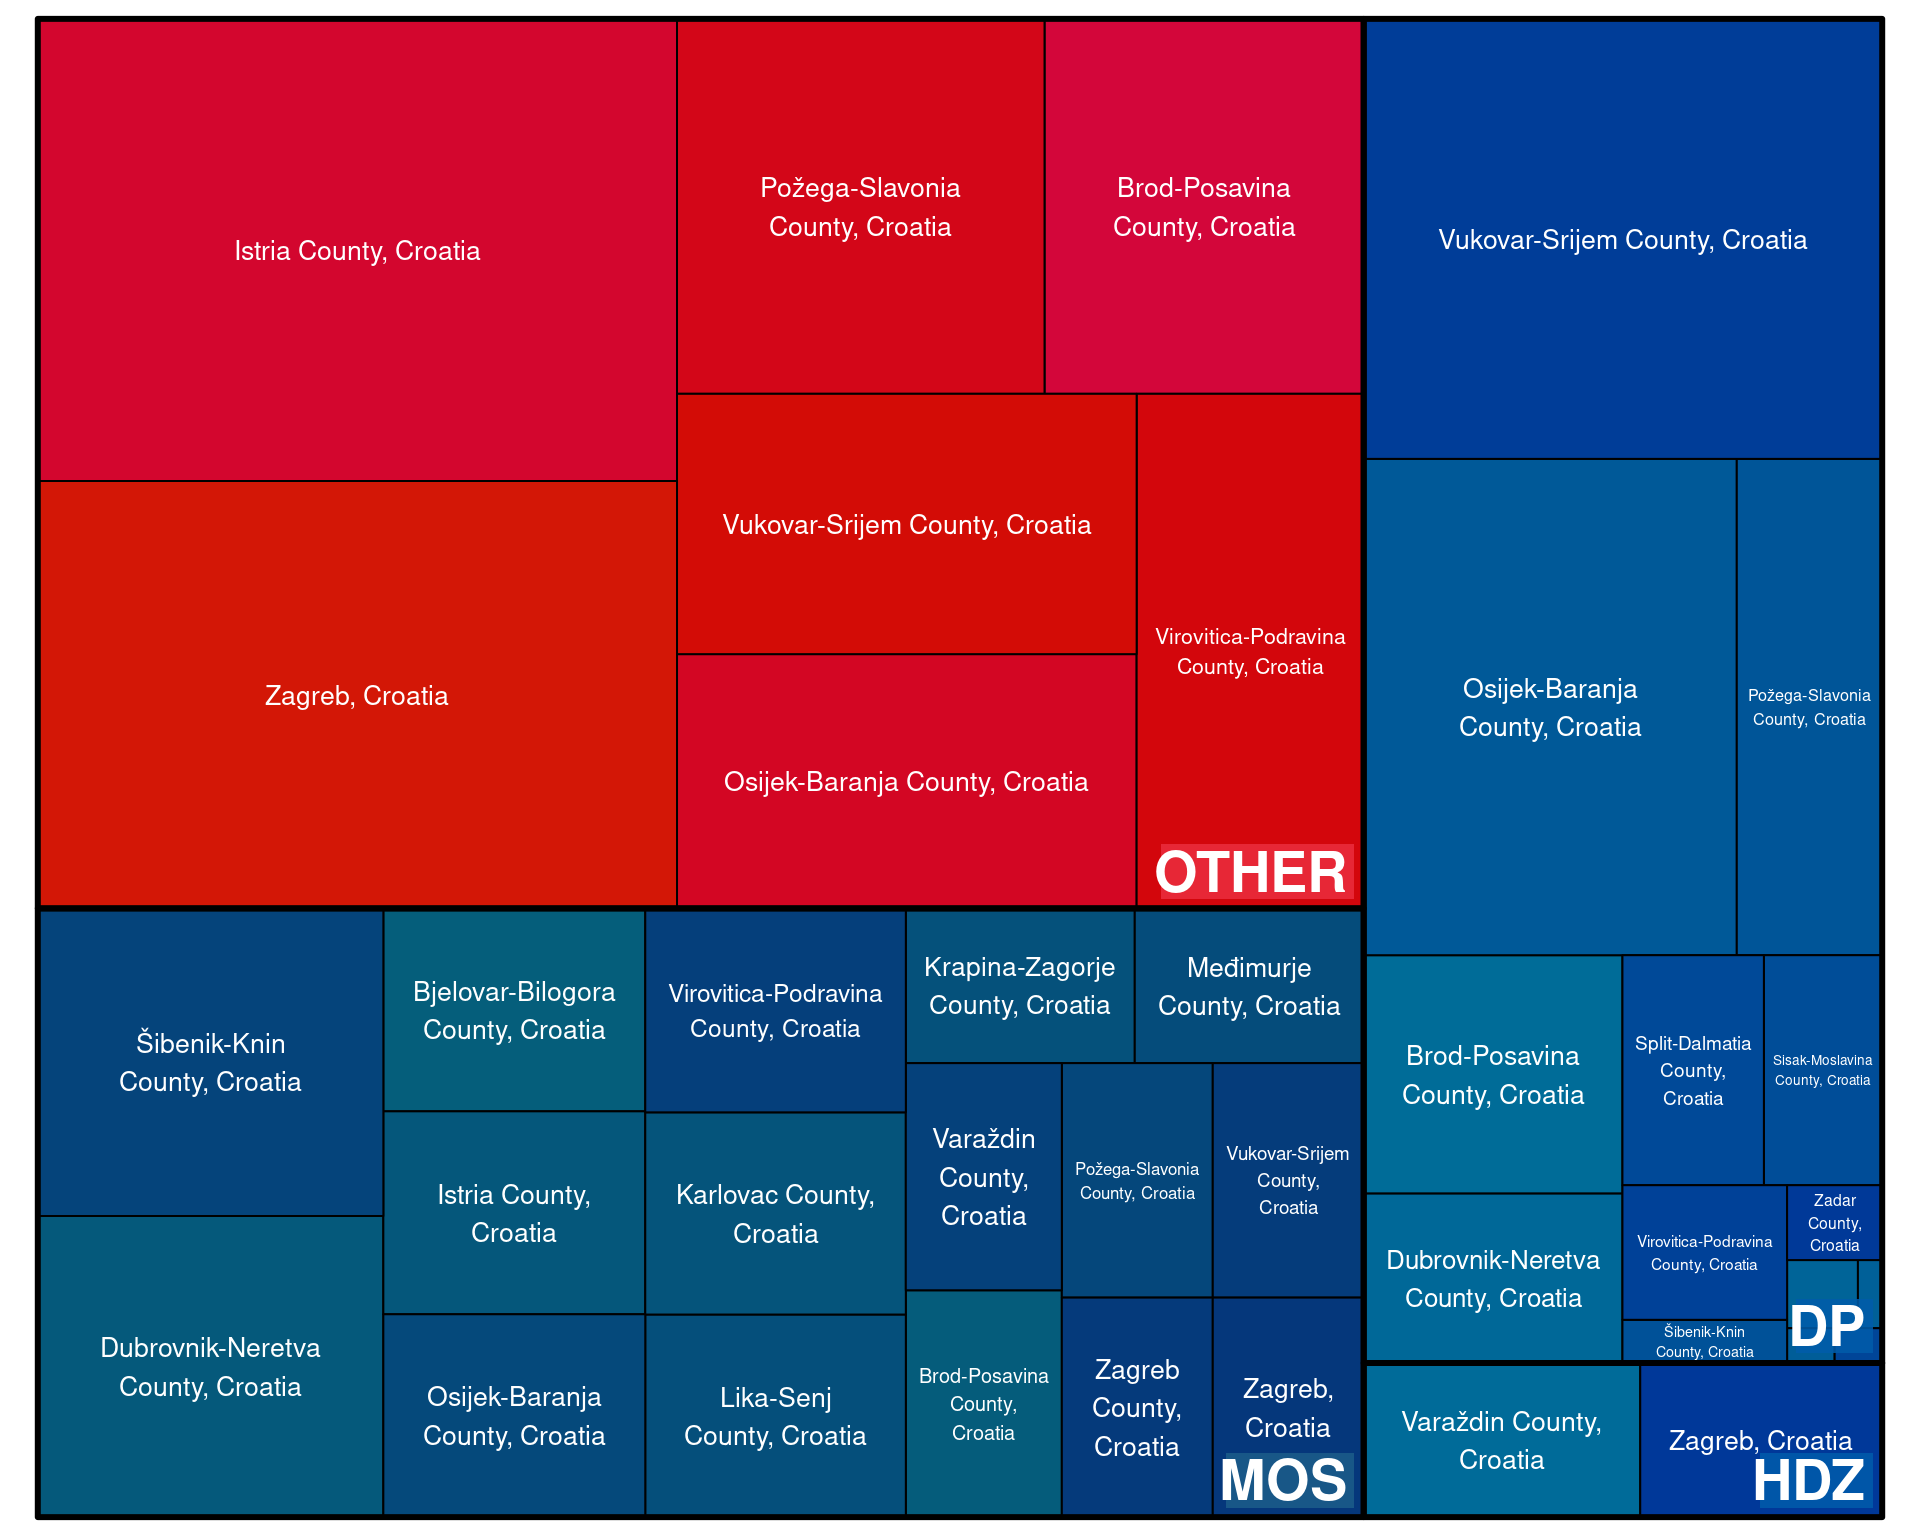 Istria County, Croatia
Zagreb, Croatia
Požega-Slavonia
County, Croatia
Brod-Posavina
County, Croatia
Vukovar-Srijem County, Croatia
Osijek-Baranja County, Croatia
Virovitica-Podravina
County, Croatia
OTHER
Šibenik-Knin
County, Croatia
Dubrovnik-Neretva
County, Croatia
Bjelovar-Bilogora
County, Croatia
Istria County,
Croatia
Osijek-Baranja
County, Croatia
Virovitica-Podravina
County, Croatia
Karlovac County,
Croatia
Lika-Senj
County, Croatia
Krapina-Zagorje
County, Croatia
Međimurje
County, Croatia
Varaždin
County,
Croatia
Brod-Posavina
County,
Croatia
Požega-Slavonia
County, Croatia
Vukovar-Srijem
County,
Croatia
Zagreb
County,
Croatia
Zagreb,
Croatia
MOS
Vukovar-Srijem County, Croatia
Osijek-Baranja
County, Croatia
Požega-Slavonia
County, Croatia
Brod-Posavina
County, Croatia
Dubrovnik-Neretva
County, Croatia
Split-Dalmatia
County,
Croatia
Sisak-Moslavina
County, Croatia
Virovitica-Podravina
County, Croatia
Zadar
County,
Croatia
Šibenik-Knin
County, Croatia
DP
Varaždin County,
Croatia
Zagreb, Croatia
HDZ